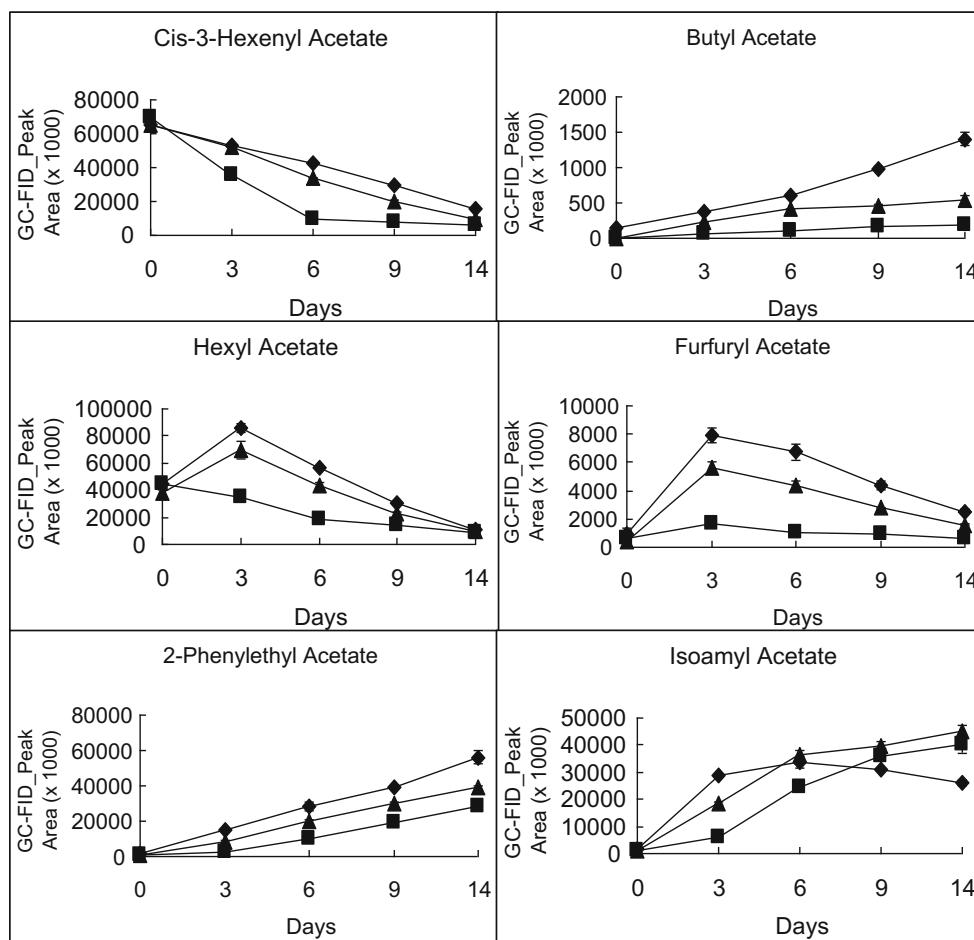 Cis-3-Hexenyl Acetate
GC-FID_Peak
Area (x 1000)
80000
60000
40000
20000
0
0 3 6 9 14
Days
Butyl Acetate
GC-FID_Peak
Area (x 1000)
2000
1500
1000
500
0
0 3 6 9 14
Days
Hexyl Acetate
GC-FID_Peak
Area (x 1000)
100000
80000
60000
40000
20000
0
0 3 6 9 14
Days
Furfuryl Acetate
GC-FID_Peak
Area (x 1000)
10000
8000
6000
4000
2000
0
0 3 6 9 14
Days
2-Phenylethyl Acetate
GC-FID_Peak
Area (x 1000)
80000
60000
40000
20000
0
0 3 6 9 14
Days
Isoamyl Acetate
GC-FID_Peak
Area (x 1000)
50000
40000
30000
20000
10000
0
0 3 6 9 14
Days